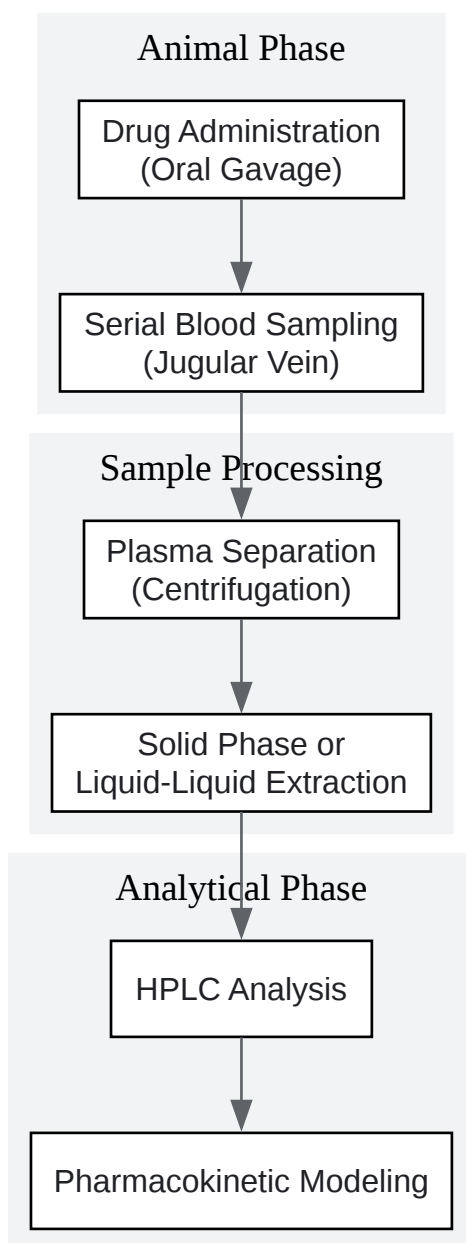 Animal Phase
Drug Administration
(Oral Gavage)
Serial Blood Sampling
(Jugular Vein)
Sample Processing
Plasma Separation
(Centrifugation)
Solid Phase or
Liquid-Liquid Extraction
Analytical Phase
HPLC Analysis
Pharmacokinetic Modeling